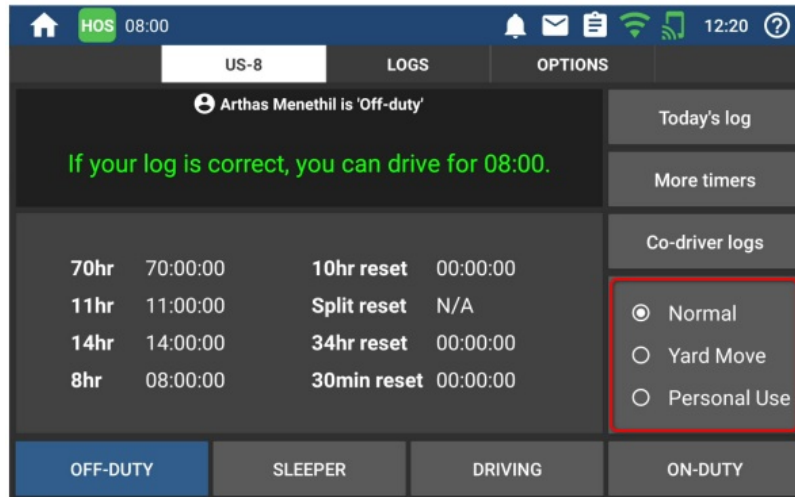 HOS 08:00 12:20 ?
US-8 LOGS OPTIONS
Arthas Menethil is 'Off-duty'
If your log is correct, you can drive for 08:00.
Today's log
More timers
Co-driver logs
70hr 70:00:00 10hr reset 00:00:00
11hr 11:00:00 Split reset N/A
14hr 14:00:00 34hr reset 00:00:00
8hr 08:00:00 30min reset 00:00:00
Normal
Yard Move
Personal Use
OFF-DUTY SLEEPER DRIVING ON-DUTY